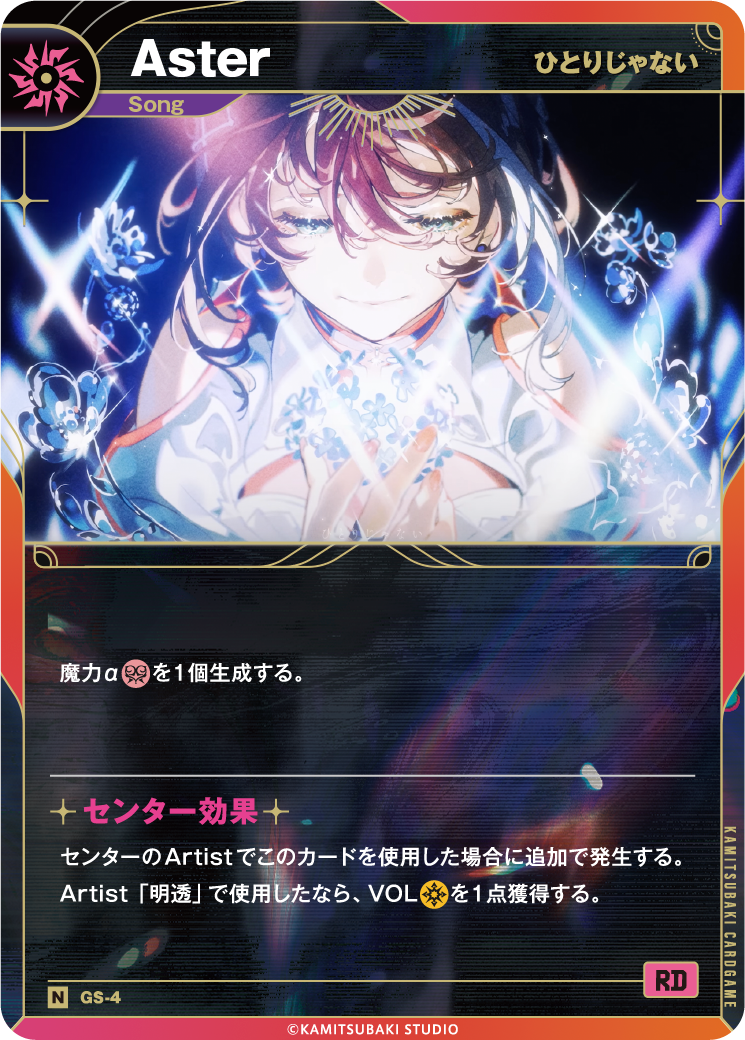 Aster
ひとりじゃない
Song
魔力αを1個生成する。
センター効果
センターのArtistでこのカードを使用した場合に追加で発生する。
Artist「明透」で使用したなら、VOLを1点獲得する。
KAMITSUBAKI CARDGAME
RD
N GS-4
©KAMITSUBAKI STUDIO